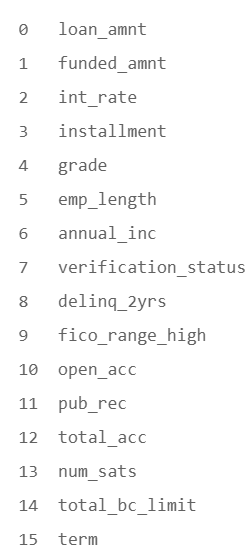 0 loan_amnt
1 funded_amnt
2 int_rate
3 installment
4 grade
5 emp_length
6 annual_inc
7 verification_status
8 delinq_2yrs
9 fico_range_high
10 open_acc
11 pub_rec
12 total_acc
13 num_sats
14 total_bc_limit
15 term